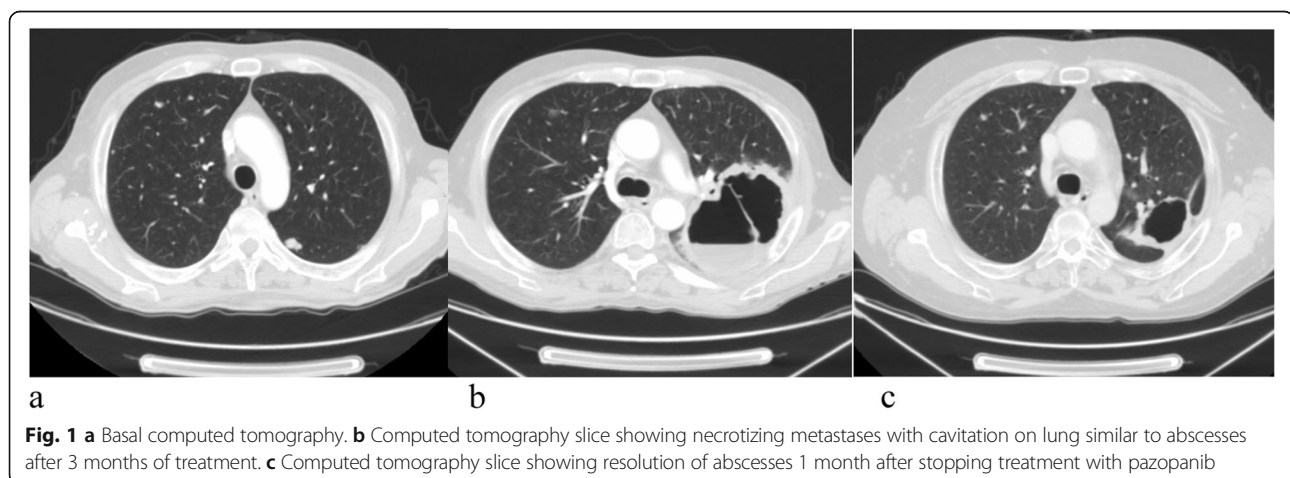 a
b
c
Fig. 1 a Basal computed tomography. b Computed tomography slice showing necrotizing metastases with cavitation on lung similar to abscesses
after 3 months of treatment. c Computed tomography slice showing resolution of abscesses 1 month after stopping treatment with pazopanib